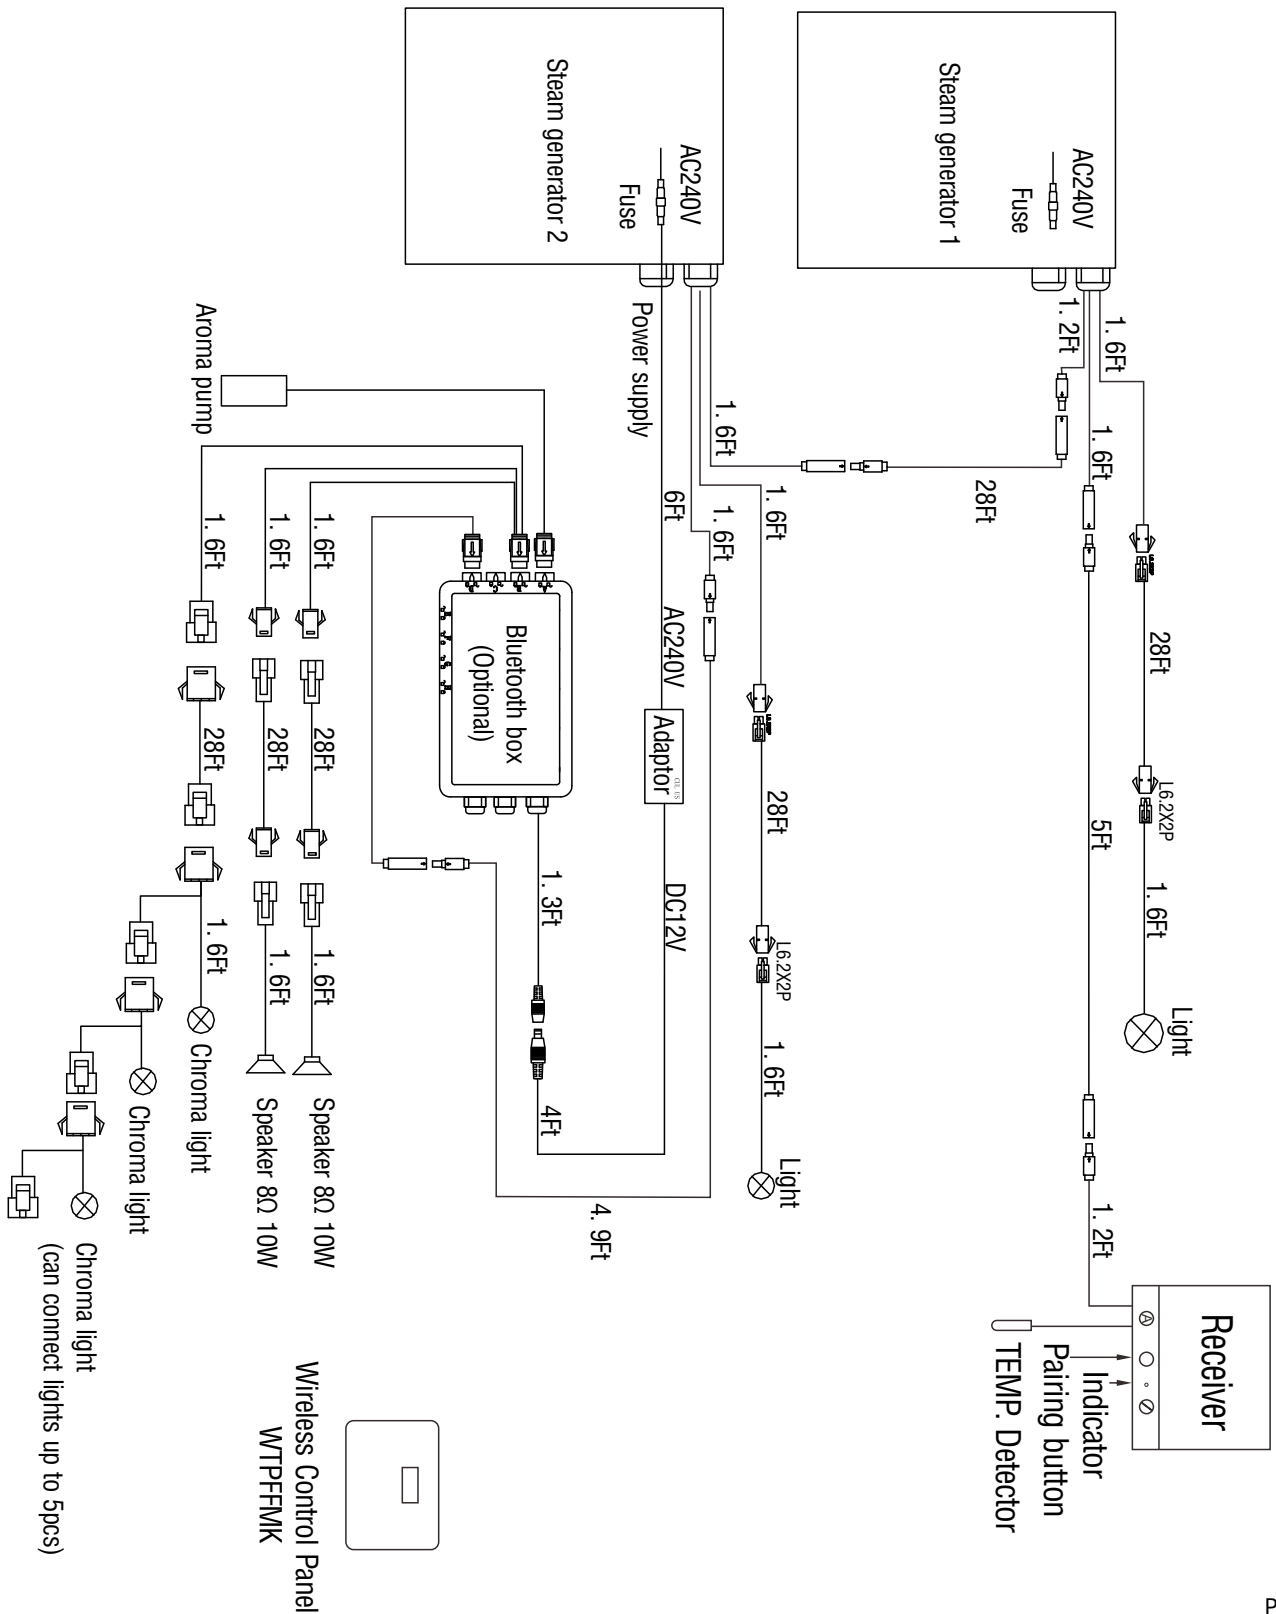 Steam generator 1
AC240V
Fuse
1. 2Ft
1. 6Ft
1. 6Ft
28Ft
L6.2X2P
1. 6Ft
Light
5Ft
1. 2Ft
Receiver
A
Indicator
Pairing button
TEMP. Detector
28Ft
Steam generator 2
AC240V
Fuse
Power supply
1. 6Ft
1. 6Ft
28Ft
L6.2X2P
1. 6Ft
Light
1. 6Ft
4. 9Ft
6Ft
AC240V
Adaptor
DC12V
4Ft
1. 3Ft
Bluetooth box
(Optional)
Aroma pump
1. 6Ft
28Ft
1. 6Ft
Speaker 8Ω 10W
1. 6Ft
28Ft
1. 6Ft
Speaker 8Ω 10W
1. 6Ft
28Ft
1. 6Ft
Chroma light
Chroma light
Chroma light
(can connect lights up to 5pcs)
Wireless Control Panel
WTPFFMK
P